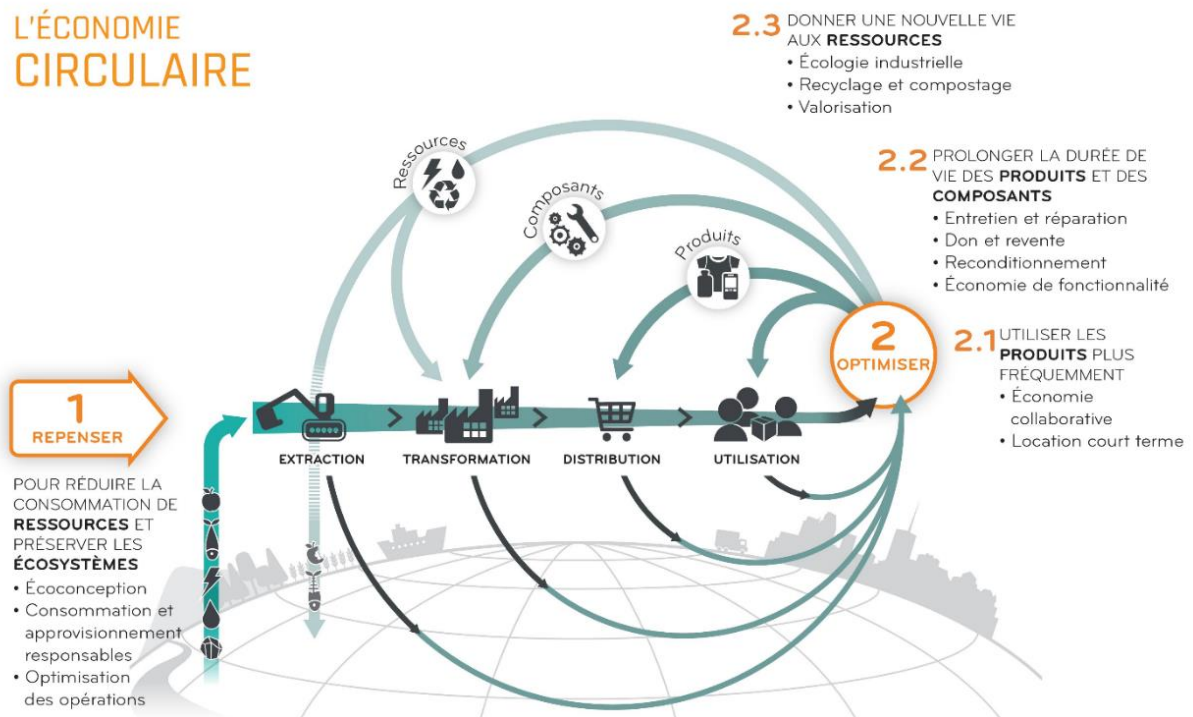 L'ÉCONOMIE
CIRCULAIRE
2.3 DONNER UNE NOUVELLE VIE
AUX RESSOURCES
• Écologie industrielle
• Recyclage et compostage
• Valorisation
2.2 PROLONGER LA DURÉE DE
VIE DES PRODUITS ET DES
COMPOSANTS
• Entretien et réparation
• Don et revente
• Reconditionnement
• Économie de fonctionnalité
2.1 UTILISER LES
PRODUITS PLUS
FRÉQUEMMENT
• Économie
collaborative
• Location court terme
Ressources
Composants
Produits
2
OPTIMISER
1
REPENSER
EXTRACTION
TRANSFORMATION
DISTRIBUTION
UTILISATION
POUR RÉDUIRE LA
CONSOMMATION DE
RESSOURCES ET
PRÉSERVER LES
ÉCOSYSTÈMES
• Écoconception
• Consommation et
approvisionnement
responsables
• Optimisation
des opérations